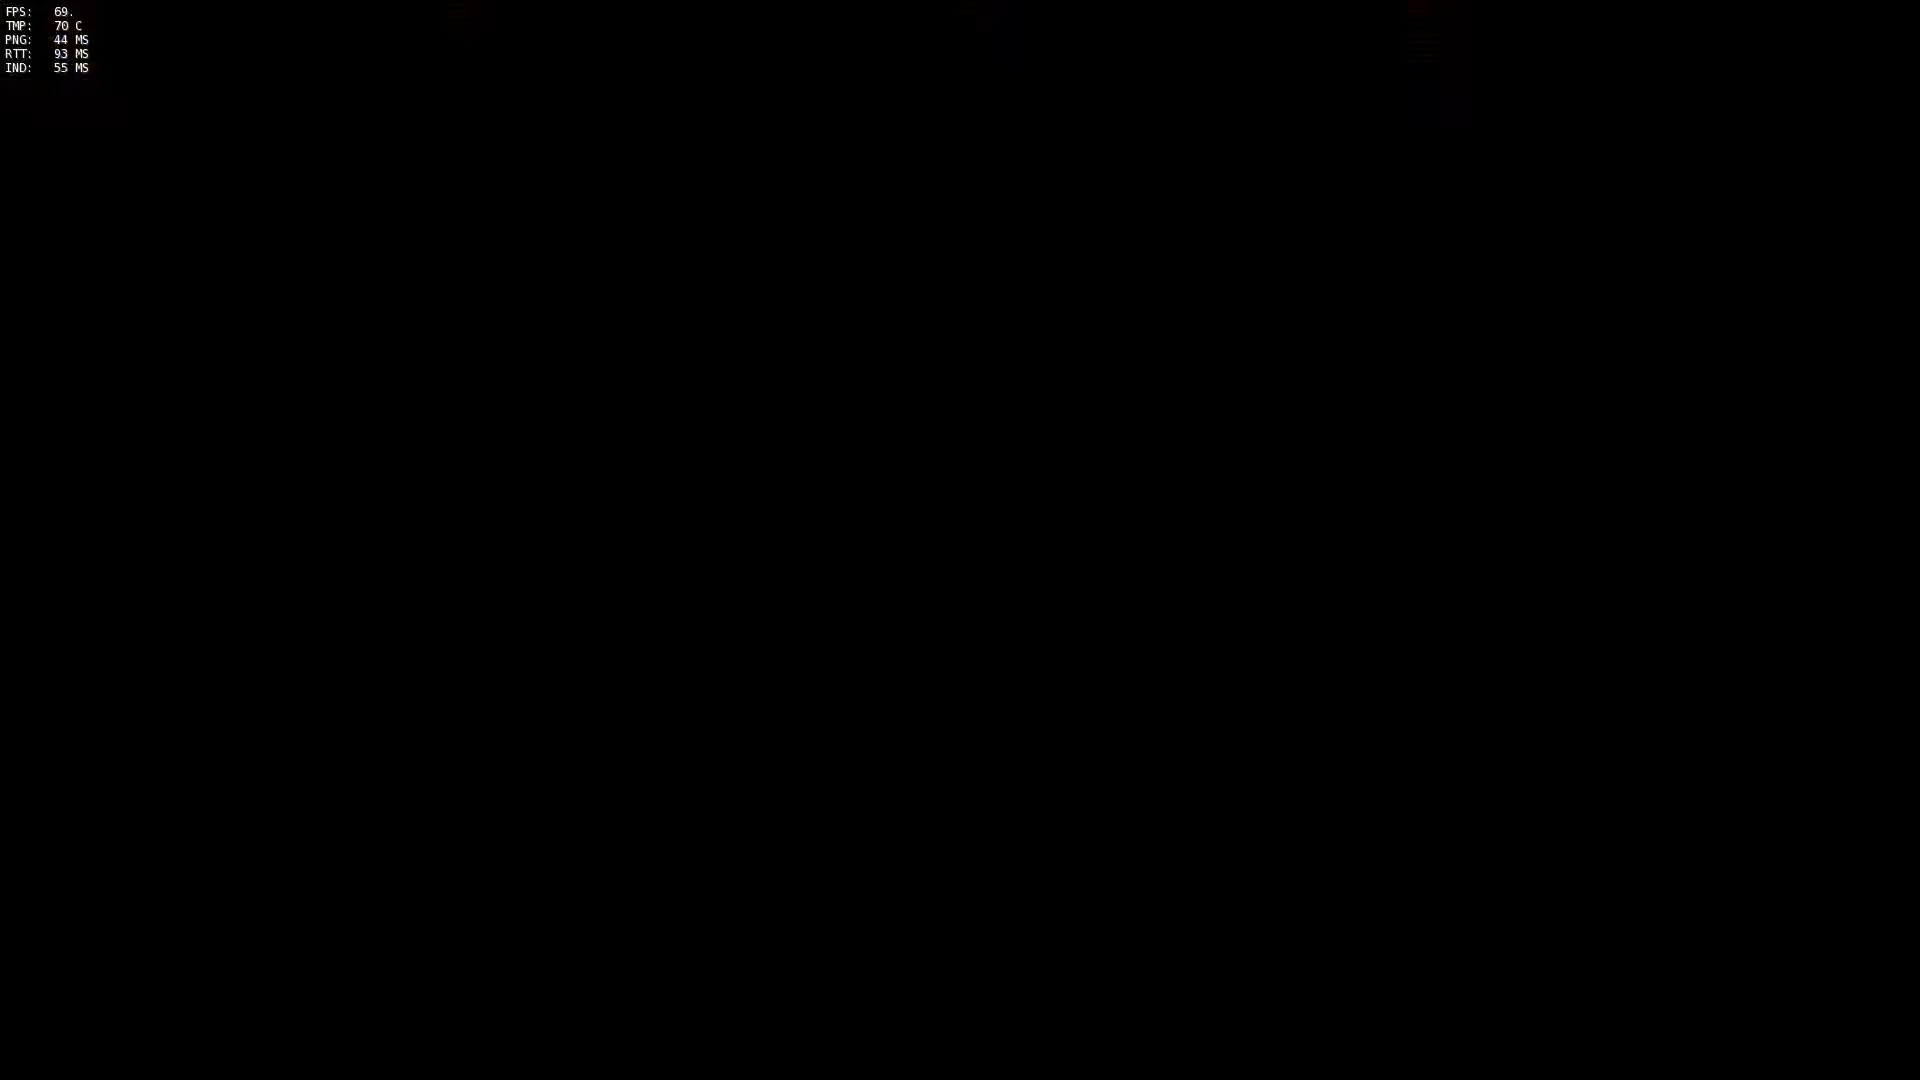 FPS: 69.
TMP: 70 C
PNG: 44 MS
RTT: 93 MS
IND: 55 MS